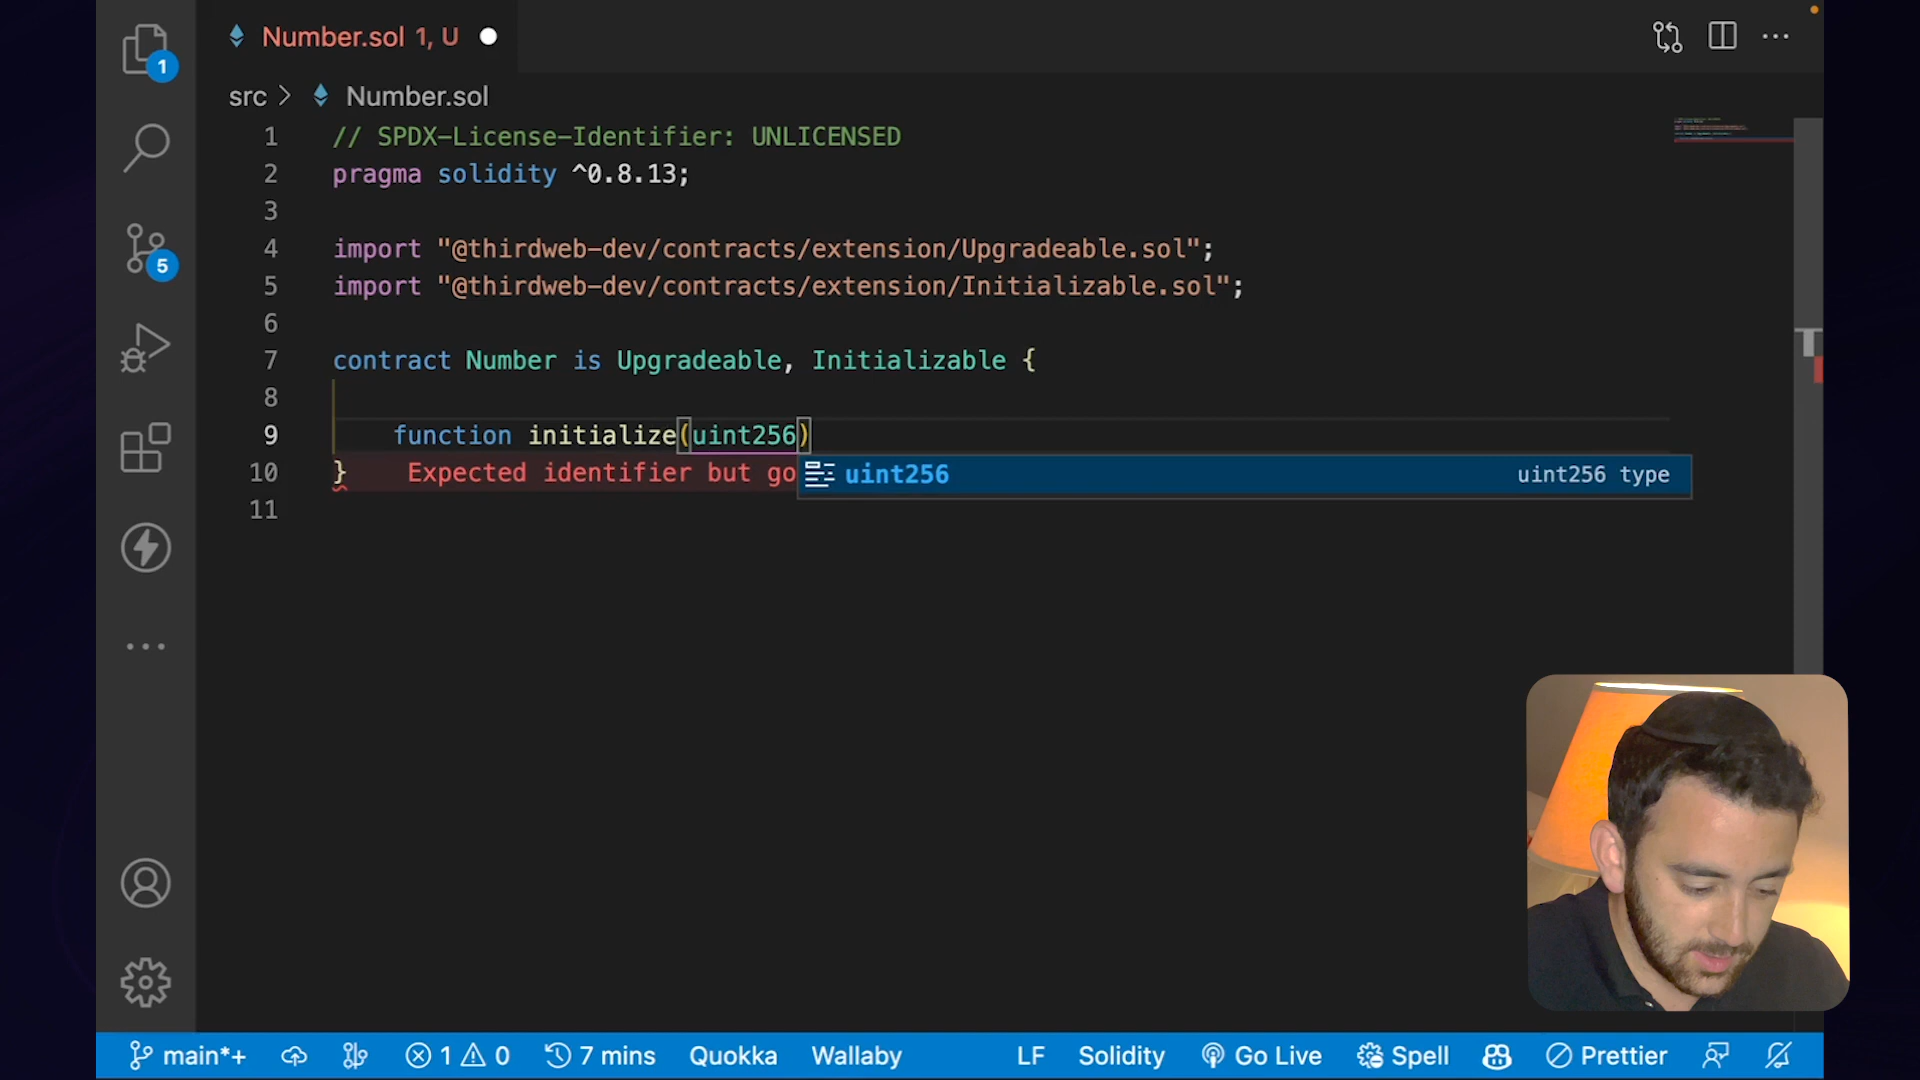 Number.sol 1, U
1
src > Number.sol
1 // SPDX-License-Identifier: UNLICENSED
2 pragma solidity ^0.8.13;
3
4 import "@thirdweb-dev/contracts/extension/Upgradeable.sol";
5 import "@thirdweb-dev/contracts/extension/Initializable.sol";
6
7 contract Number is Upgradeable, Initializable {
8
9 function initialize(uint256)
10 } Expected identifier but go
uint256 uint256 type
11
5
main*+ 1 0 7 mins Quokka Wallaby LF Solidity Go Live Spell Prettier